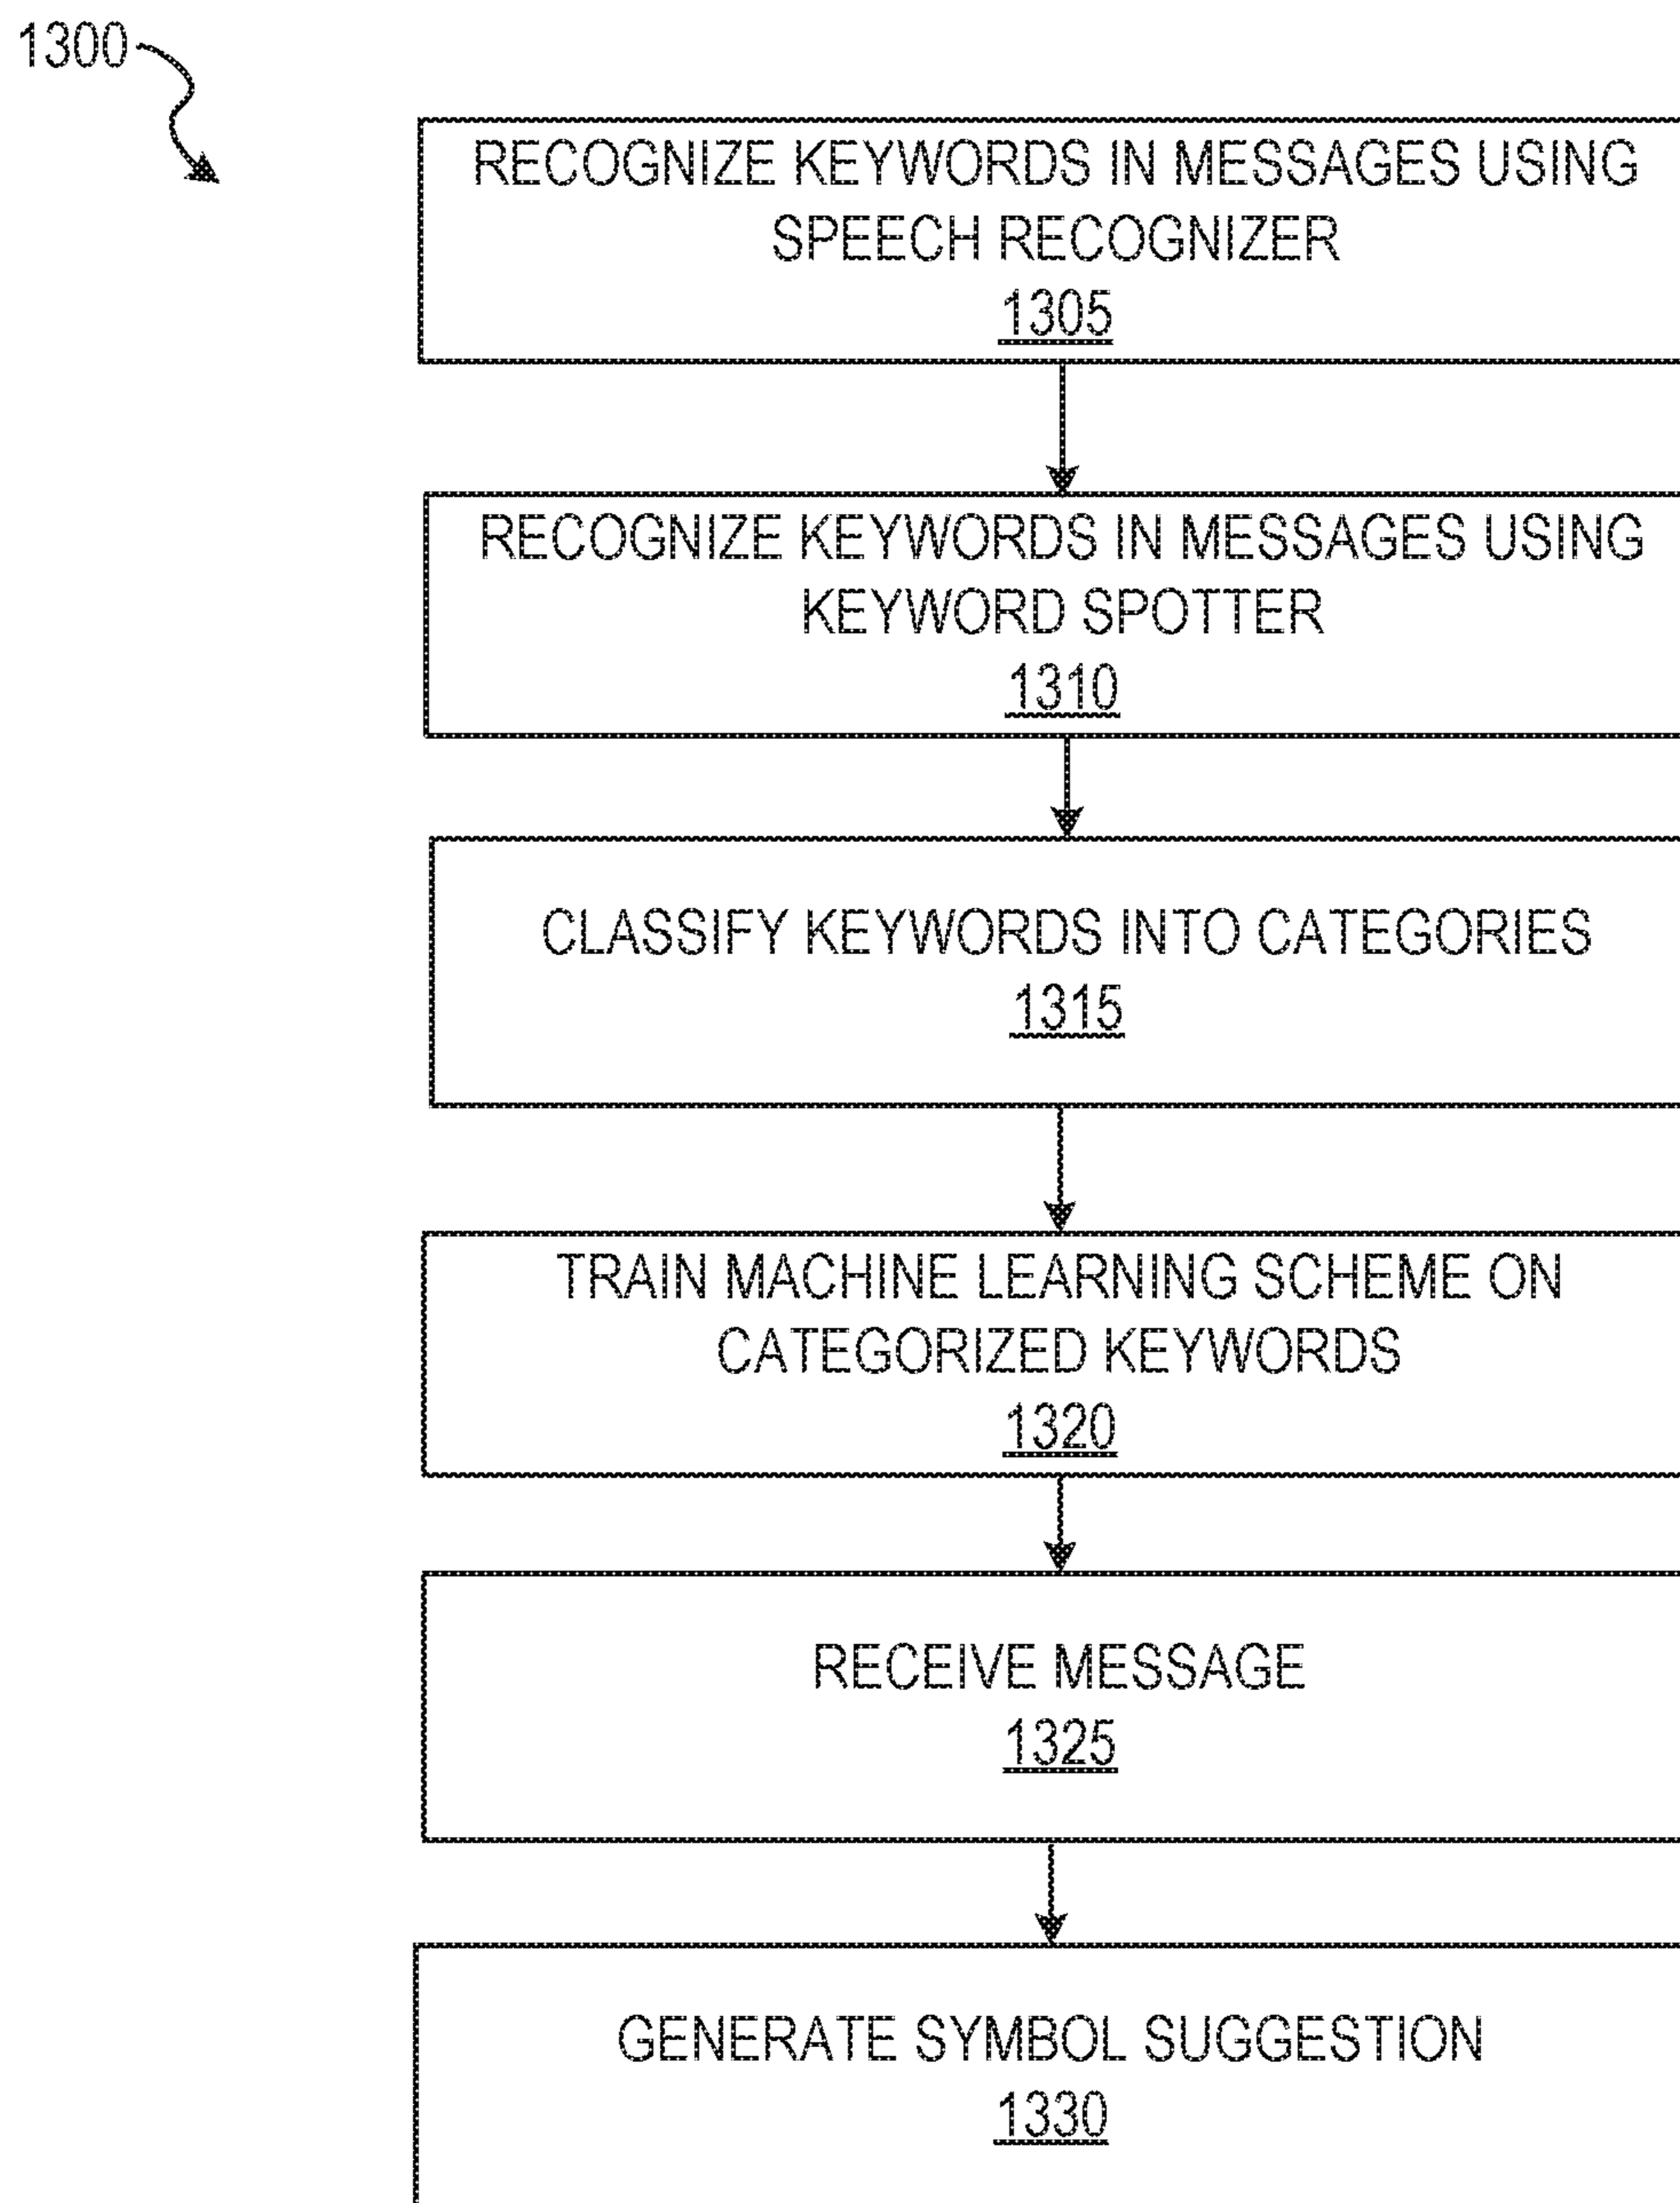 1300
RECOGNIZE KEYWORDS IN MESSAGES USING
SPEECH RECOGNIZER
1305
RECOGNIZE KEYWORDS IN MESSAGES USING
KEYWORD SPOTTER
1310
CLASSIFY KEYWORDS INTO CATEGORIES
1315
TRAIN MACHINE LEARNING SCHEME ON
CATEGORIZED KEYWORDS
1320
RECEIVE MESSAGE
1325
GENERATE SYMBOL SUGGESTION
1330